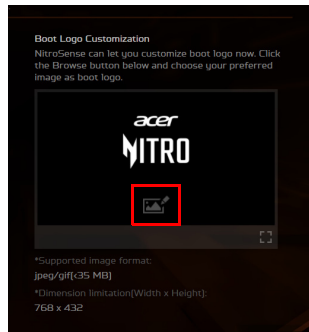 Boot Logo Customization
NitroSense can let you customize boot logo now. Click
the Browse button below and choose your preferred
image as boot logo.
acer
NITRO
*Supported image format:
jpeg/gif(<35 MB)
*Dimension limitation(Width x Height):
768 x 432